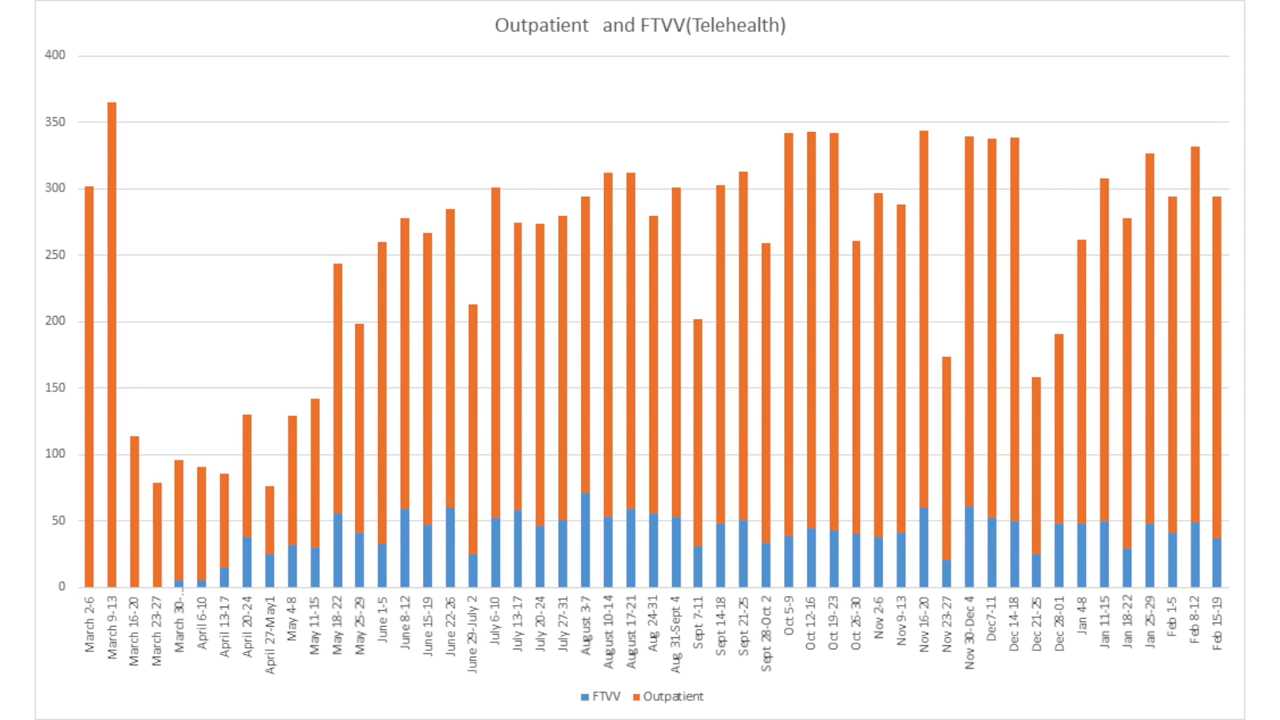 Outpatient and FTVV(Telehealth)
400
350
300
250
200
150
100
50
0
March 2-6
March 9-13
March 16-20
March 23-27
March 30-...
April 6-10
April 13-17
April 20-24
April 27-May1
May 4-8
May 11-15
May 18-22
May 25-29
June 1-5
June 8-12
June 15-19
June 22-26
June 29-July 2
July 6-10
July 13-17
July 20-24
July 27-31
August 3-7
August 10-14
August 17-21
Aug 24-31
Aug 31-Sept 4
Sept 7-11
Sept 14-18
Sept 21-25
Sept 28-Oct 2
Oct 5-9
Oct 12-16
Oct 19-23
Oct 26-30
Nov 2-6
Nov 9-13
Nov 16-20
Nov 23-27
Nov 30-Dec 4
Dec7-11
Dec 14-18
Dec 21-25
Dec 28-01
Jan 4-8
Jan 11-15
Jan 18-22
Jan 25-29
Feb 1-5
Feb 8-12
Feb 15-19
FTVV Outpatient